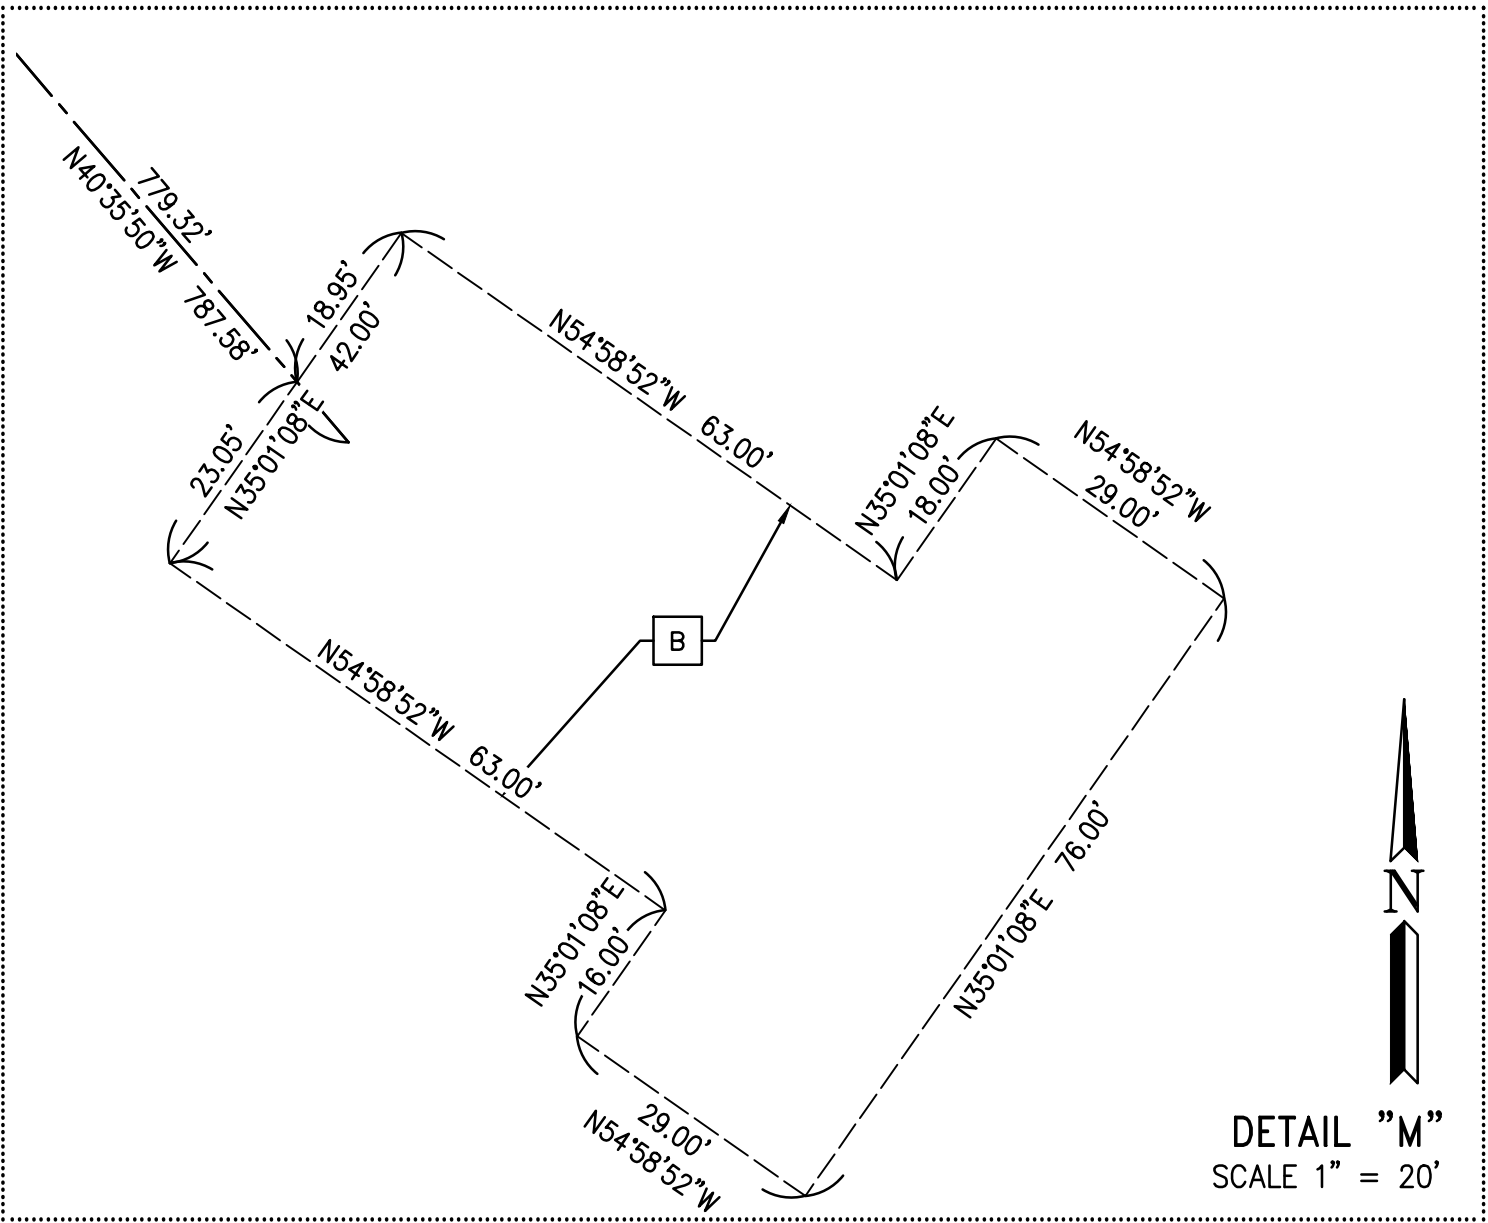 779.32'
N40°35'50"W 787.58'
18.95'
42.00'
23.05'
N35°01'08"E
N54°58'52"W 63.00'
N35°01'08"E
18.00'
N54°58'52"W
29.00'
B
N54°58'52"W 63.00'
N35°01'08"E 76.00'
N35°01'08"E
16.00'
29.00'
N54°58'52"W
N
DETAIL "M"
SCALE 1" = 20'